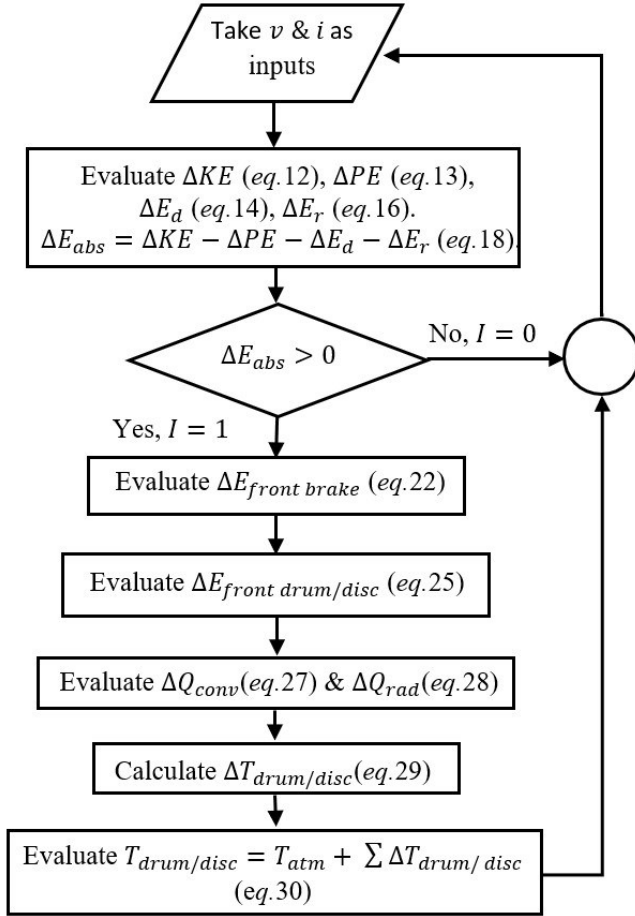 Take 𝑣 & 𝑖 as
inputs
Evaluate Δ𝐾𝐸 (eq.12), Δ𝑃𝐸 (eq.13),
Δ𝐸_𝑑 (eq.14), Δ𝐸_𝑟 (eq.16).
Δ𝐸_𝑎𝑏𝑠 = Δ𝐾𝐸 − Δ𝑃𝐸 − Δ𝐸_𝑑 − Δ𝐸_𝑟 (eq.18).
Δ𝐸_𝑎𝑏𝑠 > 0
No, 𝐼 = 0
Yes, 𝐼 = 1
Evaluate Δ𝐸_𝑓𝑟𝑜𝑛𝑡 𝑏𝑟𝑎𝑘𝑒 (eq.22)
Evaluate Δ𝐸_𝑓𝑟𝑜𝑛𝑡 𝑑𝑟𝑢𝑚/𝑑𝑖𝑠𝑐 (eq.25)
Evaluate Δ𝑄_𝑐𝑜𝑛𝑣(eq.27) & Δ𝑄_𝑟𝑎𝑑(eq.28)
Calculate Δ𝑇_𝑑𝑟𝑢𝑚/𝑑𝑖𝑠𝑐(eq.29)
Evaluate 𝑇_𝑑𝑟𝑢𝑚/𝑑𝑖𝑠𝑐 = 𝑇_𝑎𝑡𝑚 + ∑ Δ𝑇_𝑑𝑟𝑢𝑚/ 𝑑𝑖𝑠𝑐
(eq.30)